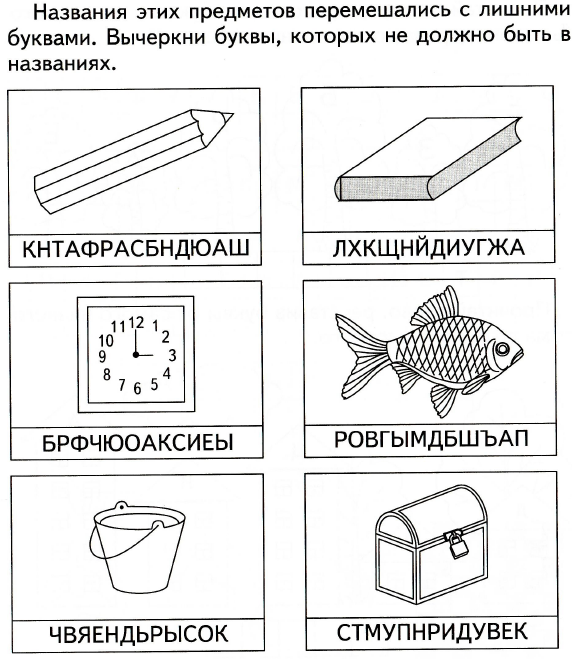 Названия этих предметов перемешались с лишними
буквами. Вычеркни буквы, которых не должно быть в
названиях.
КНТАФРАСБНДЮАШ
ЛХКЩНЙДИУГЖА
11 12 1
10 2
9 3
8 4
7 6 5
БРФЧЮОАКСИЕЫ
РОВГЫМДБШЪАП
ЧВЯЕНДЬРЫСОК
СТМУПНРИДУВЕК